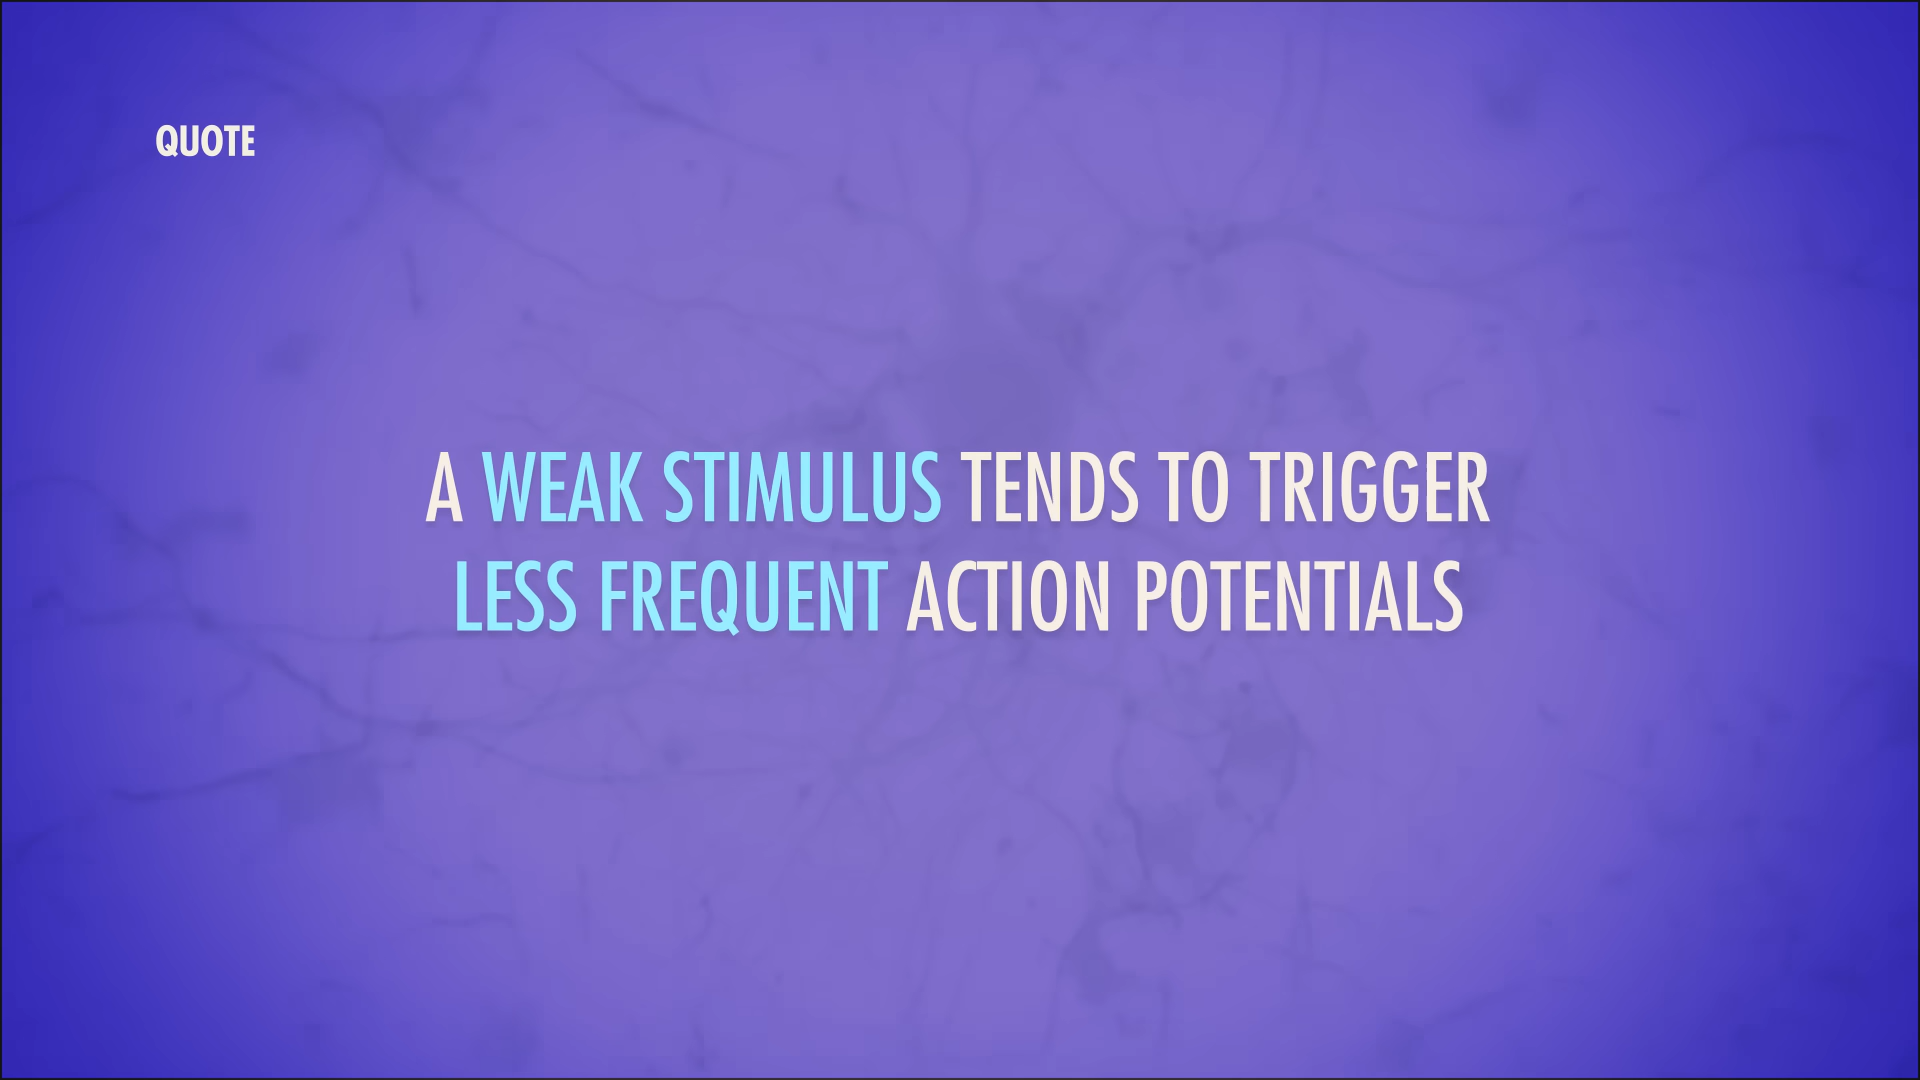 QUOTE
A WEAK STIMULUS TENDS TO TRIGGER
LESS FREQUENT ACTION POTENTIALS